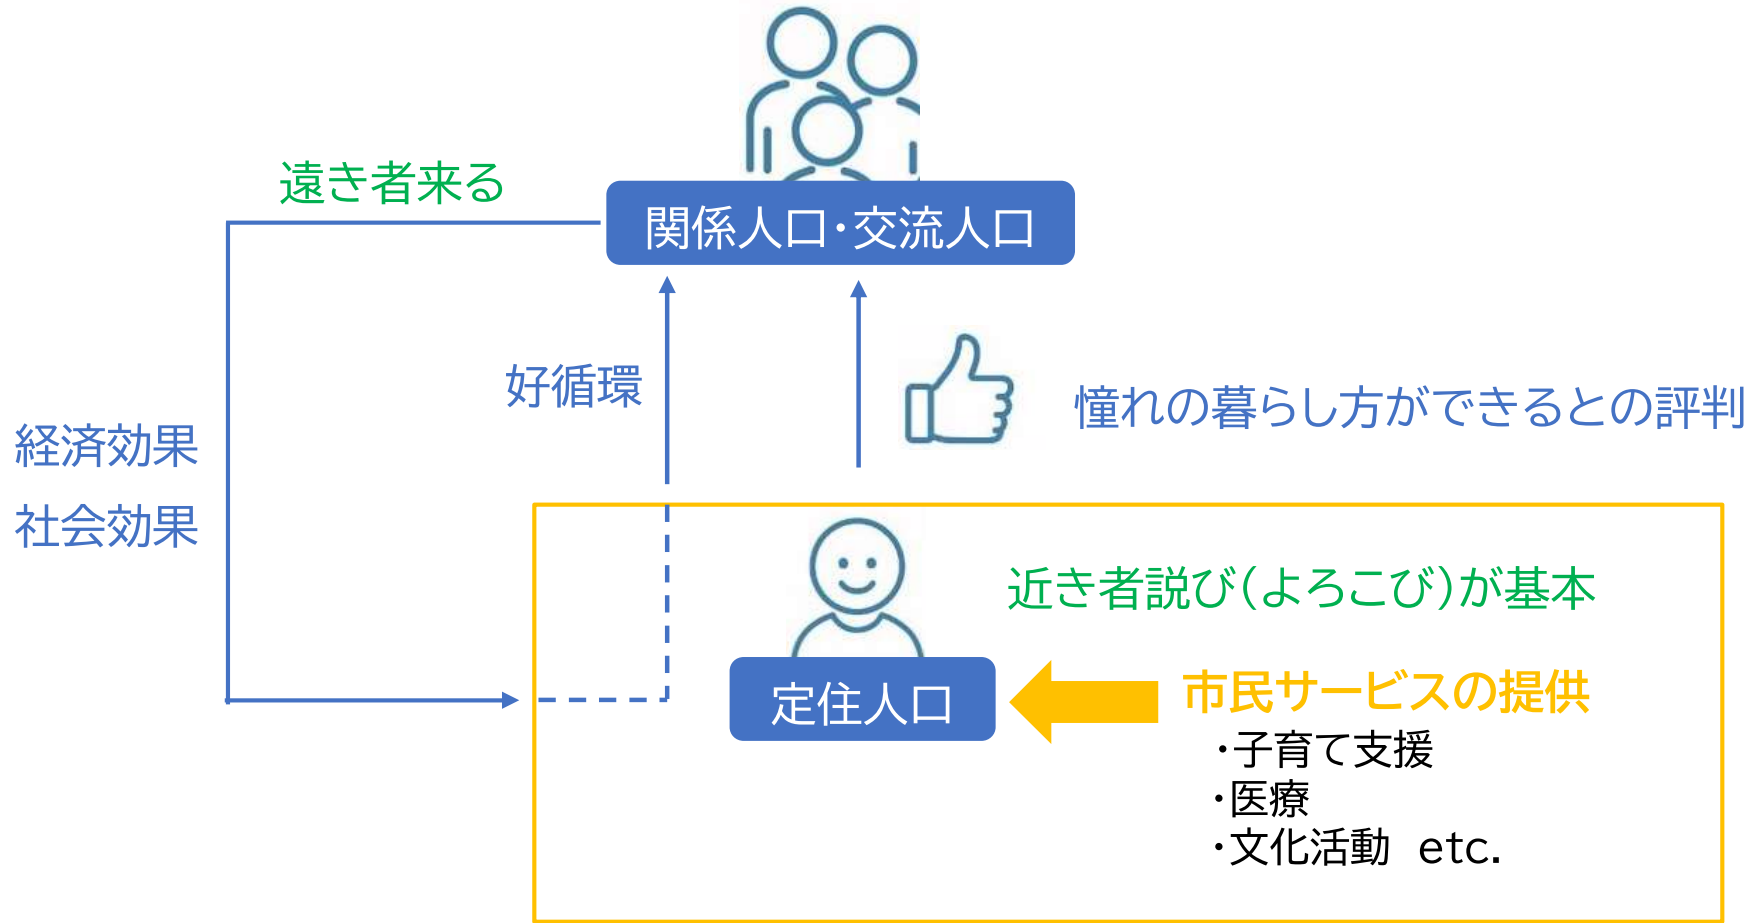 遠き者来る
関係人口・交流人口
好循環
憧れの暮らし方ができるとの評判
経済効果
社会効果
近き者説び(よろこび)が基本
定住人口
市民サービスの提供
・子育て支援
・医療
・文化活動 etc.